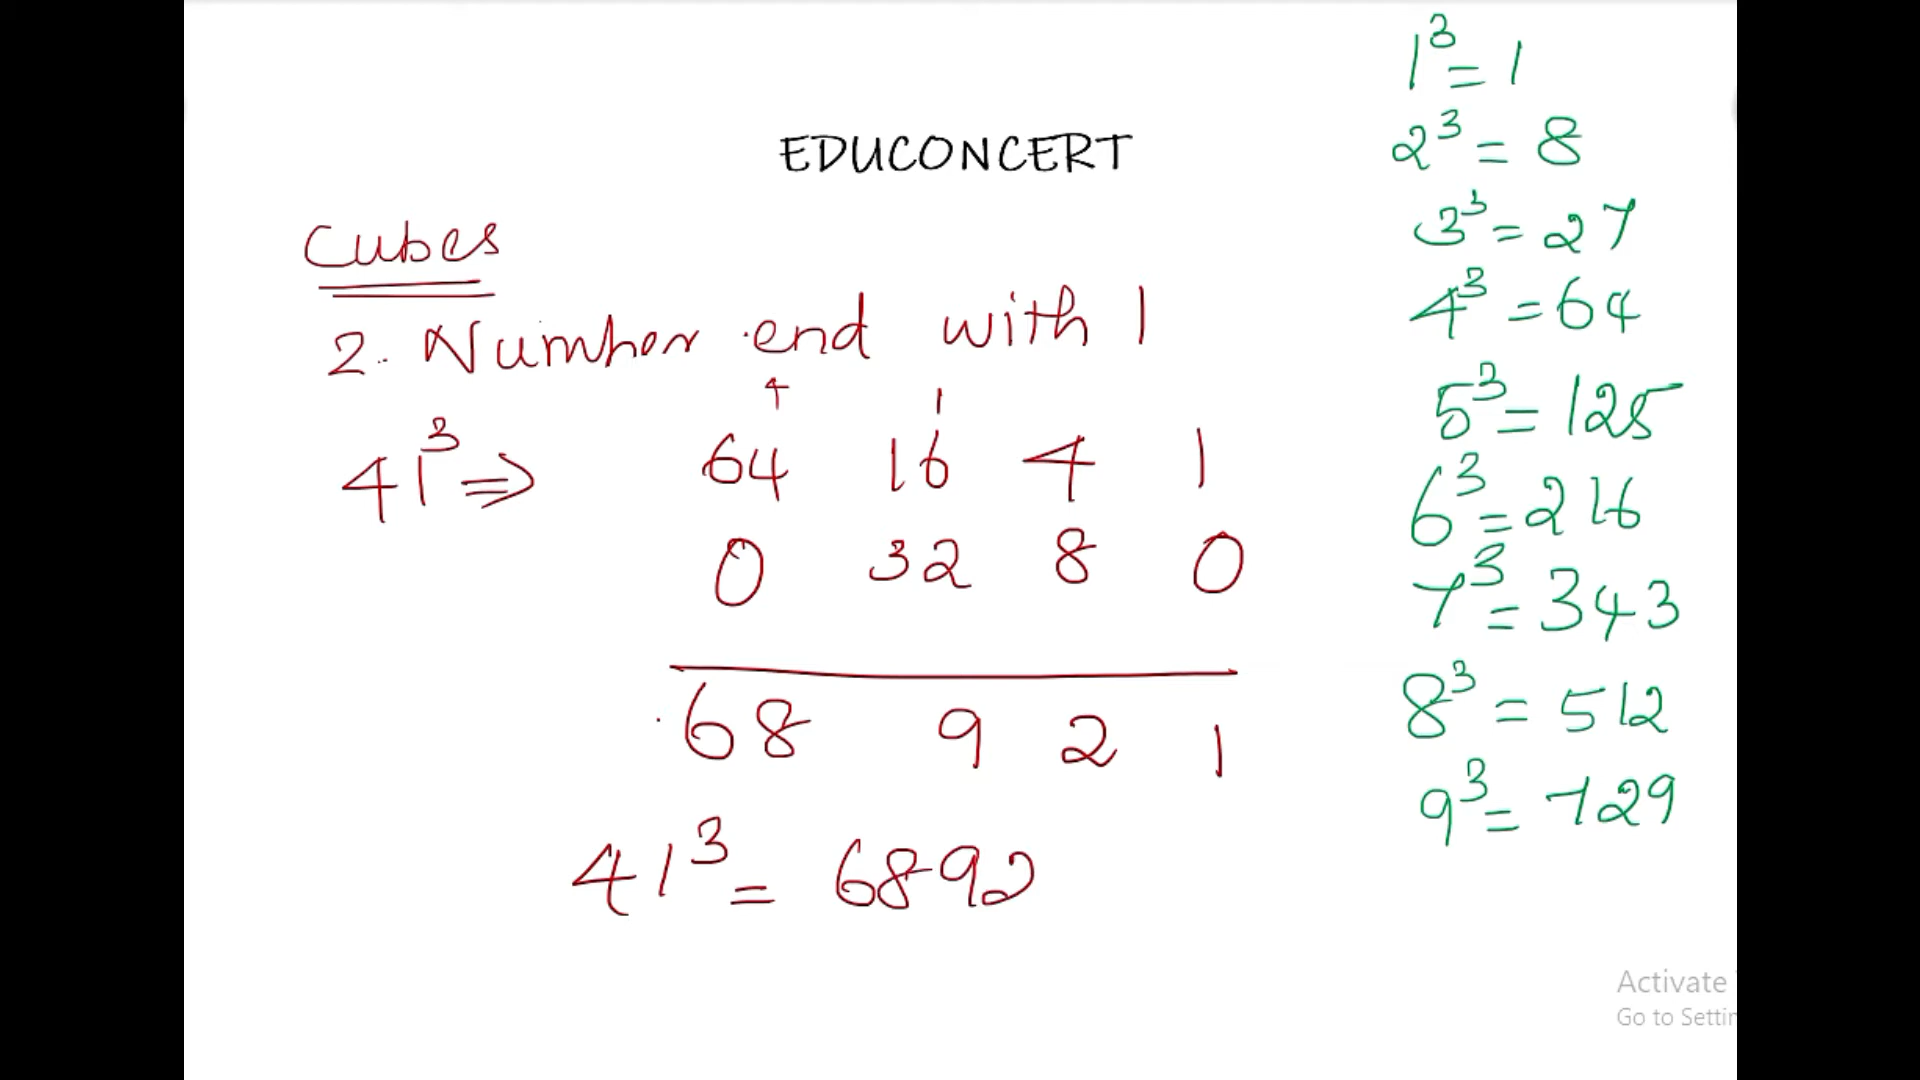 EDUCONCERT
Cubes
2. Number end with 1
4 1
41³ ⇒ 64 16 4 1
0 32 8 0
68 9 2 1
41³ = 6892
1³ = 1
2³ = 8
3³ = 27
4³ = 64
5³ = 125
6³ = 216
7³ = 343
8³ = 512
9³ = 729
Activate
Go to Settin